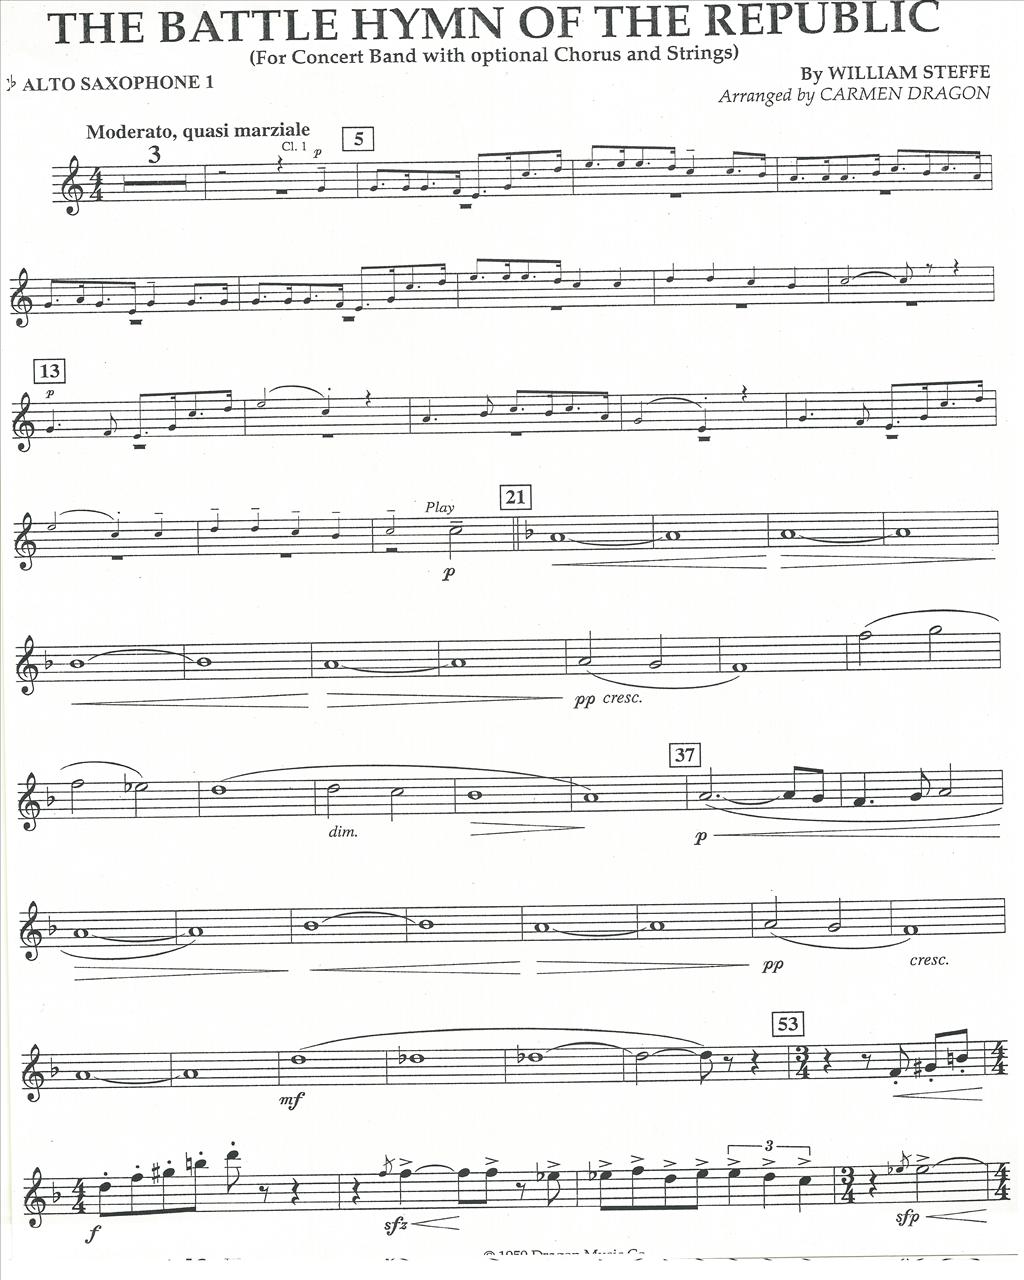 THE BATTLE HYMN OF THE REPUBLIC
(For Concert Band with optional Chorus and Strings)
♭ ALTO SAXOPHONE 1
By WILLIAM STEFFE
Arranged by CARMEN DRAGON
Moderato, quasi marziale
3
Cl. 1
p
5
13
p
Play
21
p
pp cresc.
37
dim.
p
pp
cresc.
53
mf
3
f
sfz
sfp
© 1959 Dragon Music Co.